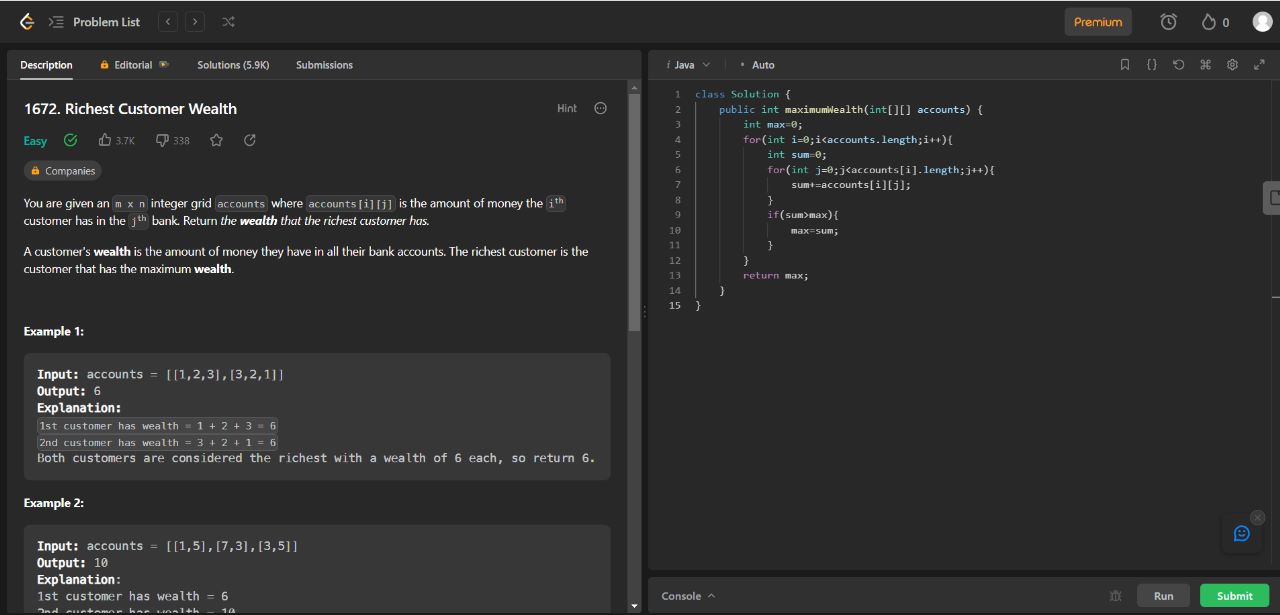 Problem List
Premium
0
Description
Editorial
Solutions (5.9K)
Submissions
1672. Richest Customer Wealth
Hint
Easy
3.7K
338
Companies
You are given an m x n integer grid accounts where accounts[i][j] is the amount of money the ith
customer has in the jth bank. Return the wealth that the richest customer has.
A customer's wealth is the amount of money they have in all their bank accounts. The richest customer is the
customer that has the maximum wealth.
Example 1:
Input: accounts = [[1,2,3],[3,2,1]]
Output: 6
Explanation:
1st customer has wealth = 1 + 2 + 3 = 6
2nd customer has wealth = 3 + 2 + 1 = 6
Both customers are considered the richest with a wealth of 6 each, so return 6.
Example 2:
Input: accounts = [[1,5],[7,3],[3,5]]
Output: 10
Explanation:
1st customer has wealth = 6
2nd customer has wealth = 10
i Java
• Auto
{}
1 class Solution {
2 public int maximumWealth(int[][] accounts) {
3 int max=0;
4 for(int i=0;i<accounts.length;i++){
5 int sum=0;
6 for(int j=0;j<accounts[i].length;j++){
7 sum+=accounts[i][j];
8 }
9 if(sum>max){
10 max=sum;
11 }
12 }
13 return max;
14 }
15 }
Console
Run
Submit